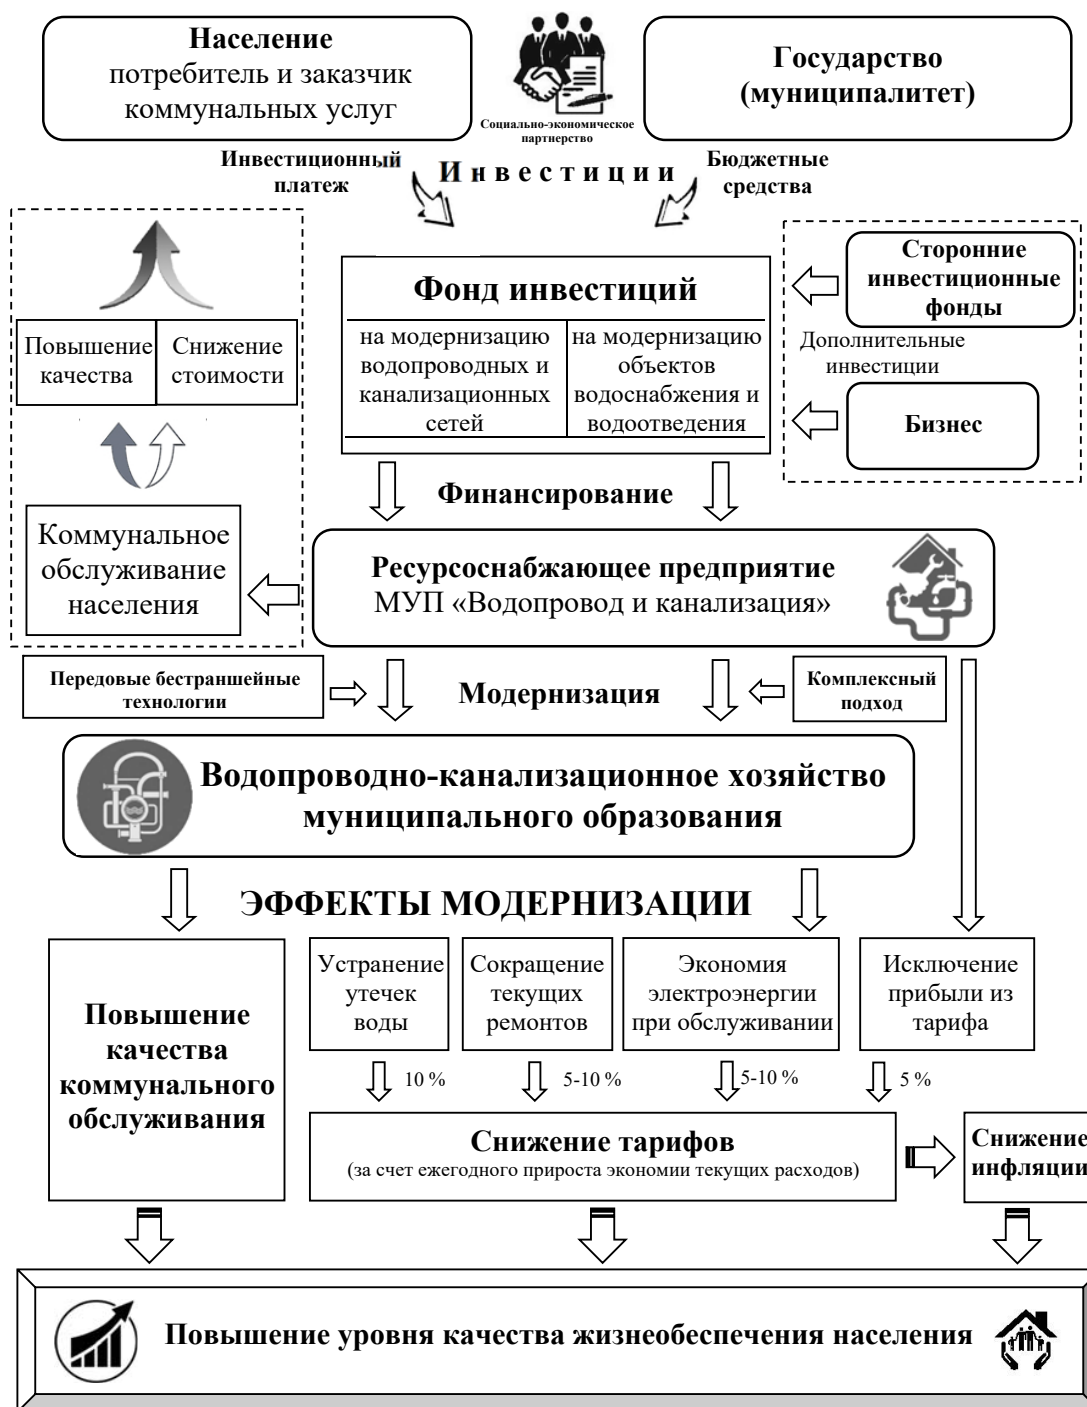 Население
потребитель и заказчик
коммунальных услуг
Социально-экономическое
партнерство
Государство
(муниципалитет)
Инвестиционный
платеж
Инвестиции
Бюджетные
средства
Повышение
качества
Снижение
стоимости
Коммунальное
обслуживание
населения
Фонд инвестиций
на модернизацию
водопроводных и
канализационных
сетей
на модернизацию
объектов
водоснабжения и
водоотведения
Сторонние
инвестиционные
фонды
Дополнительные
инвестиции
Бизнес
Финансирование
Ресурсоснабжающее предприятие
МУП «Водопровод и канализация»
Передовые бестраншейные
технологии
Модернизация
Комплексный
подход
Водопроводно-канализационное хозяйство
муниципального образования
ЭФФЕКТЫ МОДЕРНИЗАЦИИ
Повышение
качества
коммунального
обслуживания
Устранение
утечек
воды
Сокращение
текущих
ремонтов
Экономия
электроэнергии
при обслуживании
Исключение
прибыли из
тарифа
10 %
5-10 %
5-10 %
5 %
Снижение тарифов
(за счет ежегодного прироста экономии текущих расходов)
Снижение
инфляции
Повышение уровня качества жизнеобеспечения населения